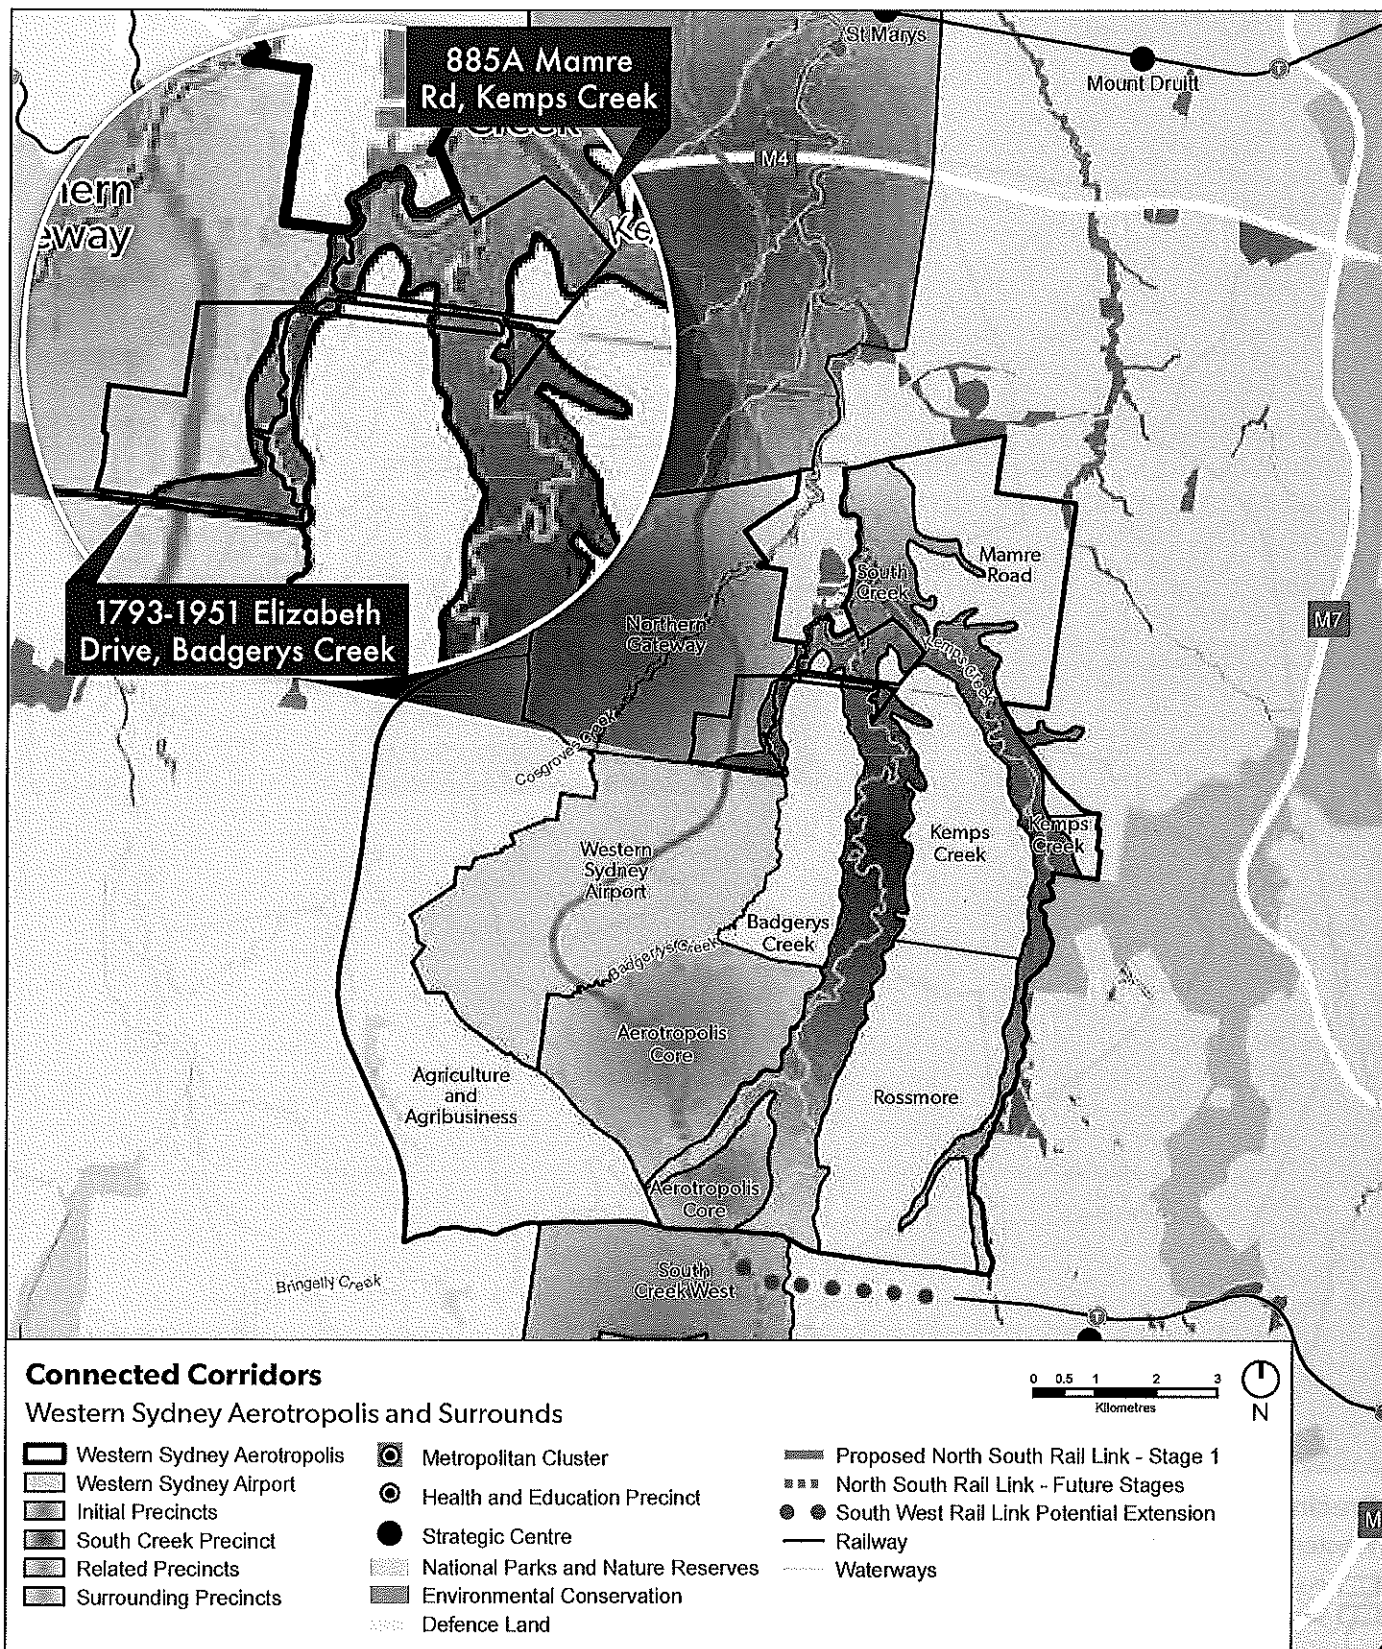 St Marys
Mount Druitt
885A Mamre
Rd, Kemps Creek
Creek
M4
Ke
nern
eway
1793-1951 Elizabeth
Drive, Badgerys Creek
Mamre
Road
South
Creek
M7
Northern
Gateway
Kemps Creek
Cosgroves Creek
Western
Sydney
Airport
Kemps
Creek
Kemps
Creek
Badgerys
Creek
Badgerys Creek
Aerotropolis
Core
Agriculture
and
Agribusiness
Rossmore
Aerotropolis
Core
Bringelly Creek
South
Creek West
Connected Corridors
Western Sydney Aerotropolis and Surrounds
0 0.5 1 2 3
Kilometres
N
Western Sydney Aerotropolis
Western Sydney Airport
Initial Precincts
South Creek Precinct
Related Precincts
Surrounding Precincts
Metropolitan Cluster
Health and Education Precinct
Strategic Centre
National Parks and Nature Reserves
Environmental Conservation
Defence Land
Proposed North South Rail Link - Stage 1
North South Rail Link - Future Stages
South West Rail Link Potential Extension
Railway
Waterways
M